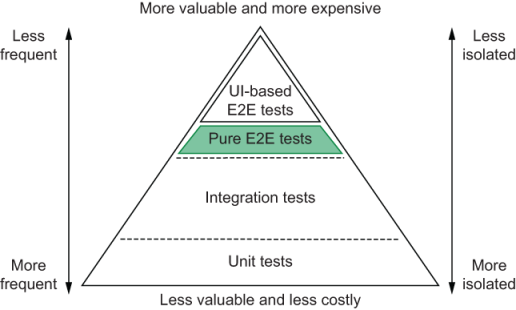 More valuable and more expensive
Less
frequent
Less
isolated
UI-based
E2E tests
Pure E2E tests
Integration tests
Unit tests
More
frequent
More
isolated
Less valuable and less costly